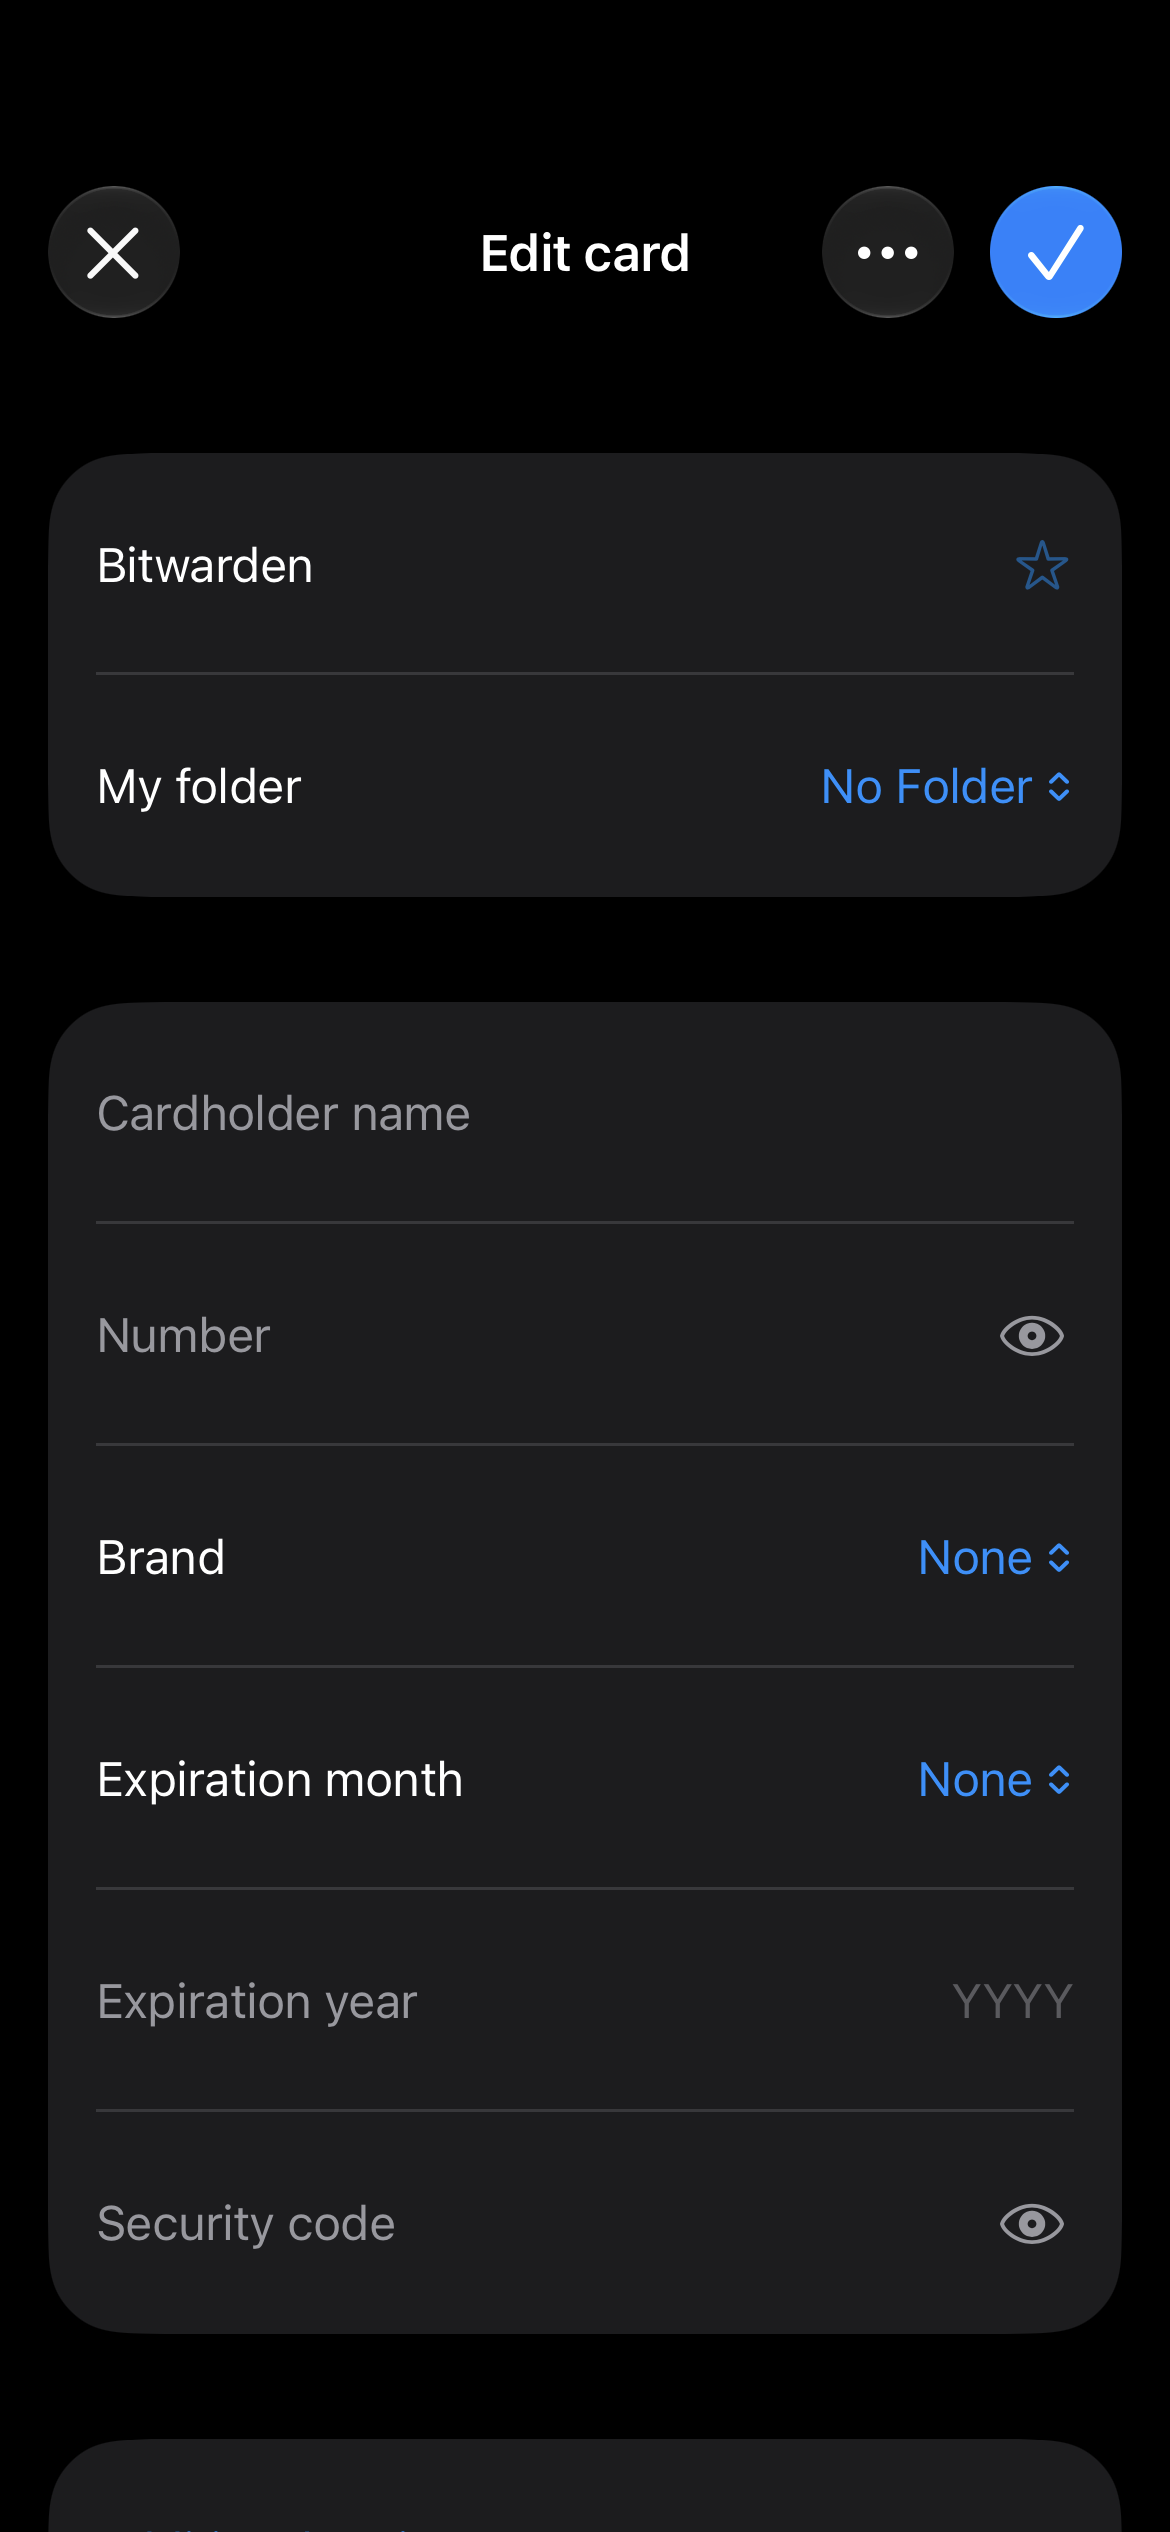 Edit card
Bitwarden
My folder No Folder
Cardholder name
Number
Brand None
Expiration month None
Expiration year YYYY
Security code